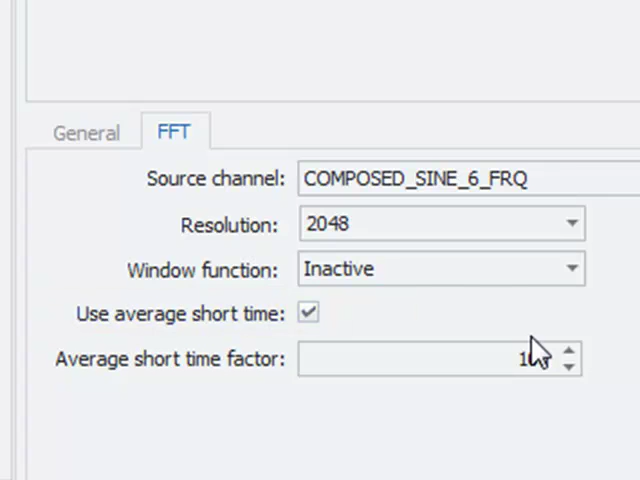 General FFT
Source channel: COMPOSED_SINE_6_FRQ
Resolution: 2048
Window function: Inactive
Use average short time:
Average short time factor: